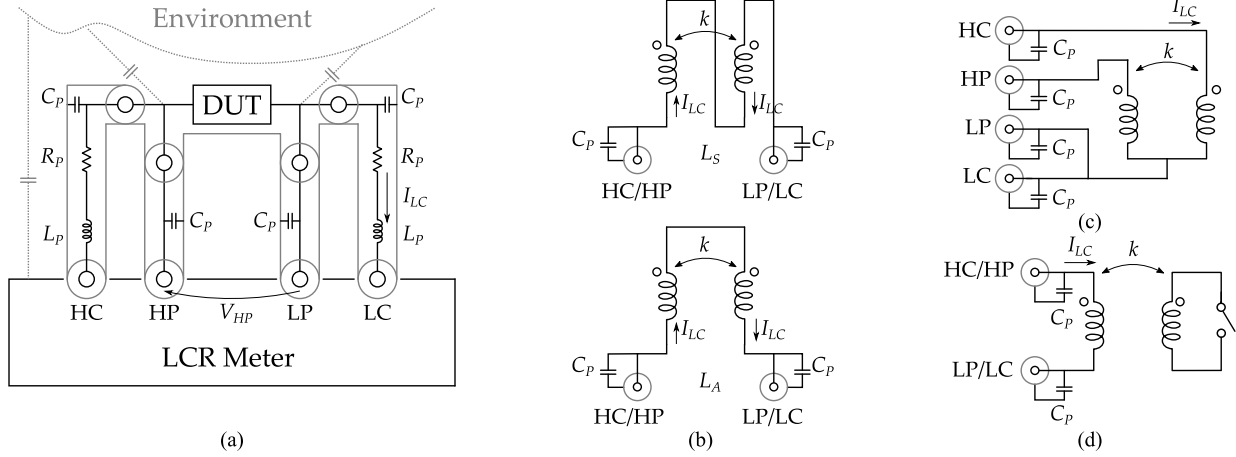 Environment
C_P
DUT
C_P
R_P
R_P
I_LC
C_P
C_P
L_P
L_P
HC
HP
V_HP
LP
LC
LCR Meter
(a)
k
I_LC
I_LC
C_P
L_S
C_P
HC/HP
LP/LC
k
I_LC
I_LC
C_P
L_A
C_P
HC/HP
LP/LC
(b)
I_LC
HC
C_P
k
HP
C_P
LP
C_P
LC
C_P
(c)
I_LC
k
HC/HP
C_P
LP/LC
C_P
(d)